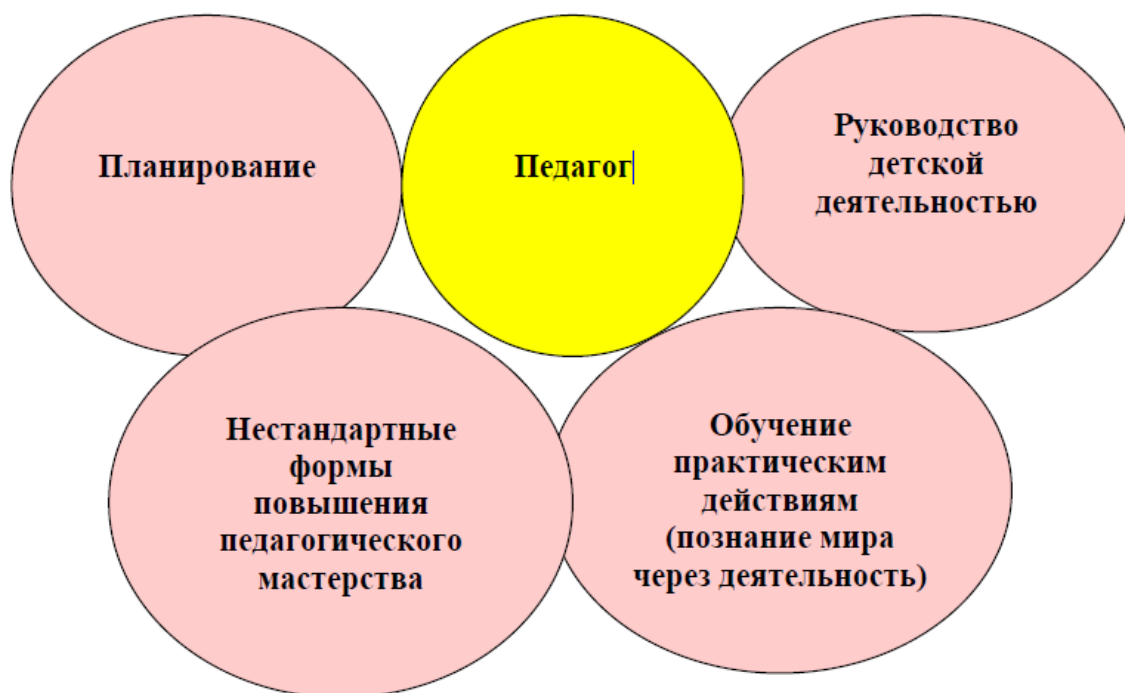 Планирование
Педагог
Руководство
детской
деятельностью
Нестандартные
формы
повышения
педагогического
мастерства
Обучение
практическим
действиям
(познание мира
через деятельность)